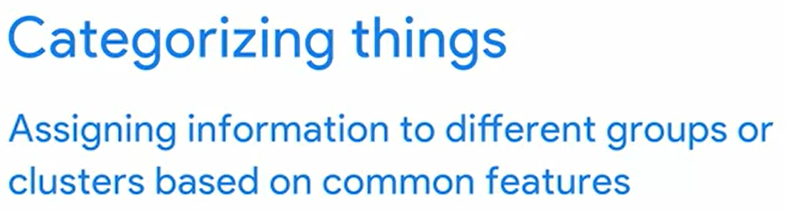 Categorizing things
Assigning information to different groups or
clusters based on common features